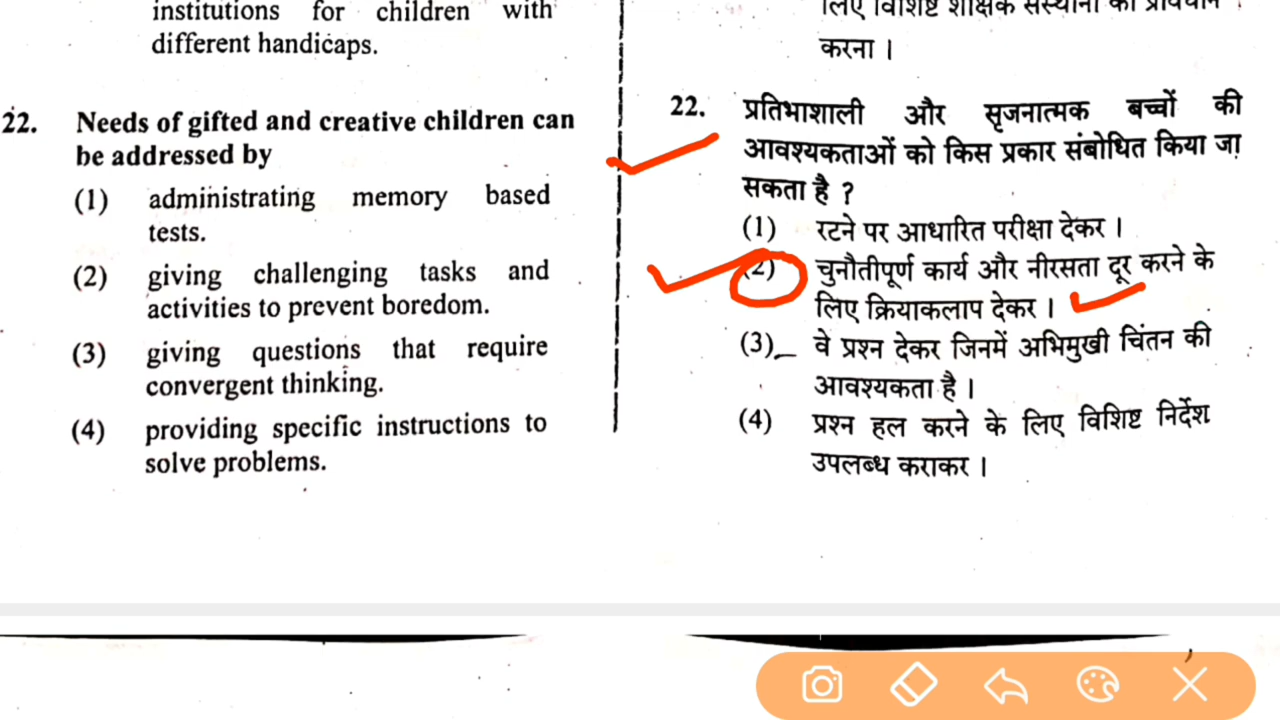 institutions for children with
different handicaps.
22. Needs of gifted and creative children can
be addressed by
(1) administrating memory based
tests.
(2) giving challenging tasks and
activities to prevent boredom.
(3) giving questions that require
convergent thinking.
(4) providing specific instructions to
solve problems.
लिए विशिष्ट शैक्षिक संस्थानों का प्रावधान
करना ।
22. प्रतिभाशाली और सृजनात्मक बच्चों की
आवश्यकताओं को किस प्रकार संबोधित किया जा
सकता है ?
(1) रटने पर आधारित परीक्षा देकर ।
(2) चुनौतीपूर्ण कार्य और नीरसता दूर करने के
लिए क्रियाकलाप देकर ।
(3) वे प्रश्न देकर जिनमें अभिमुखी चिंतन की
आवश्यकता है ।
(4) प्रश्न हल करने के लिए विशिष्ट निर्देश
उपलब्ध कराकर ।